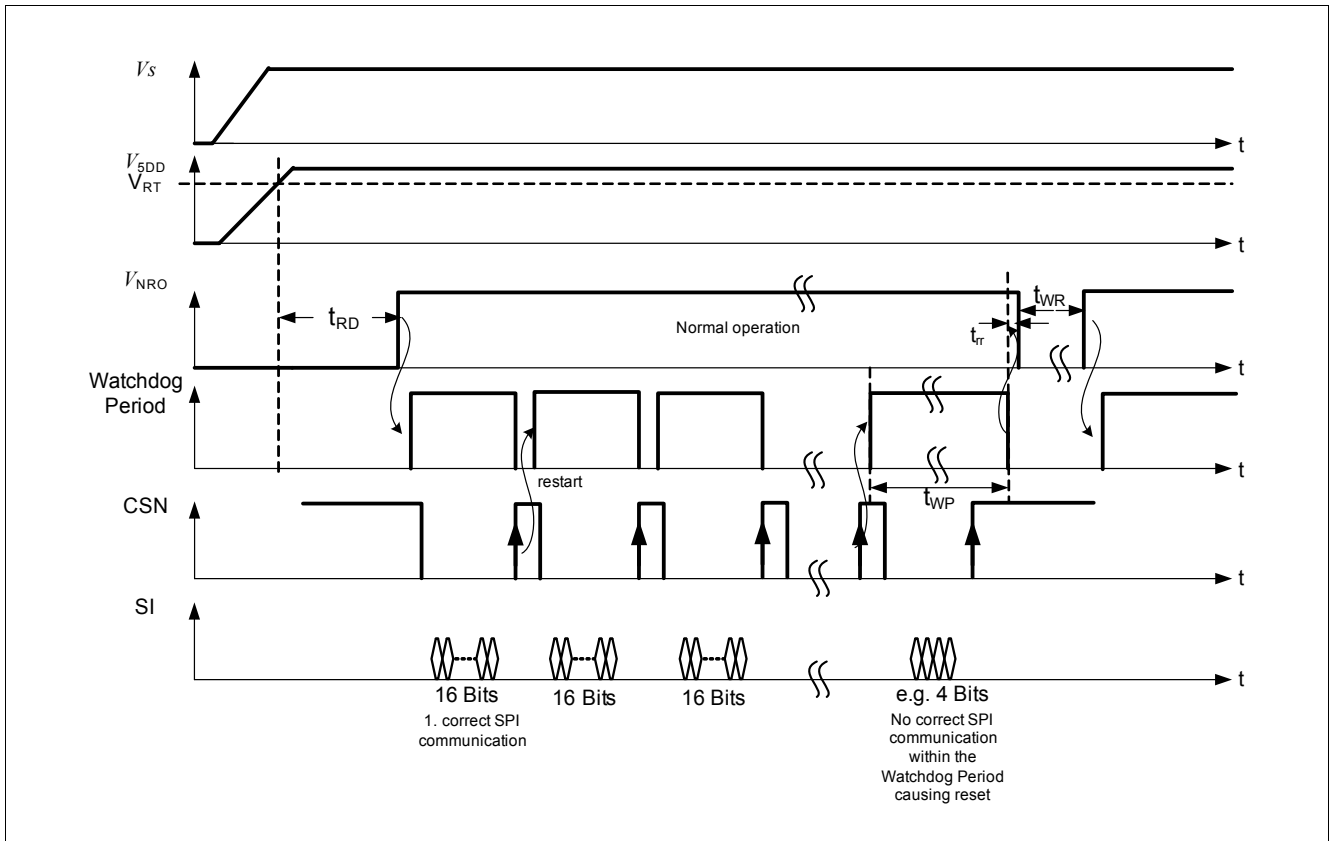 VS
t
V5DD
VRT
t
VNRO
tRD
Normal operation
trr
tWR
t
Watchdog
Period
restart
tWP
t
CSN
t
SI
t
16 Bits
16 Bits
16 Bits
e.g. 4 Bits
1. correct SPI
communication
No correct SPI
communication
within the
Watchdog Period
causing reset